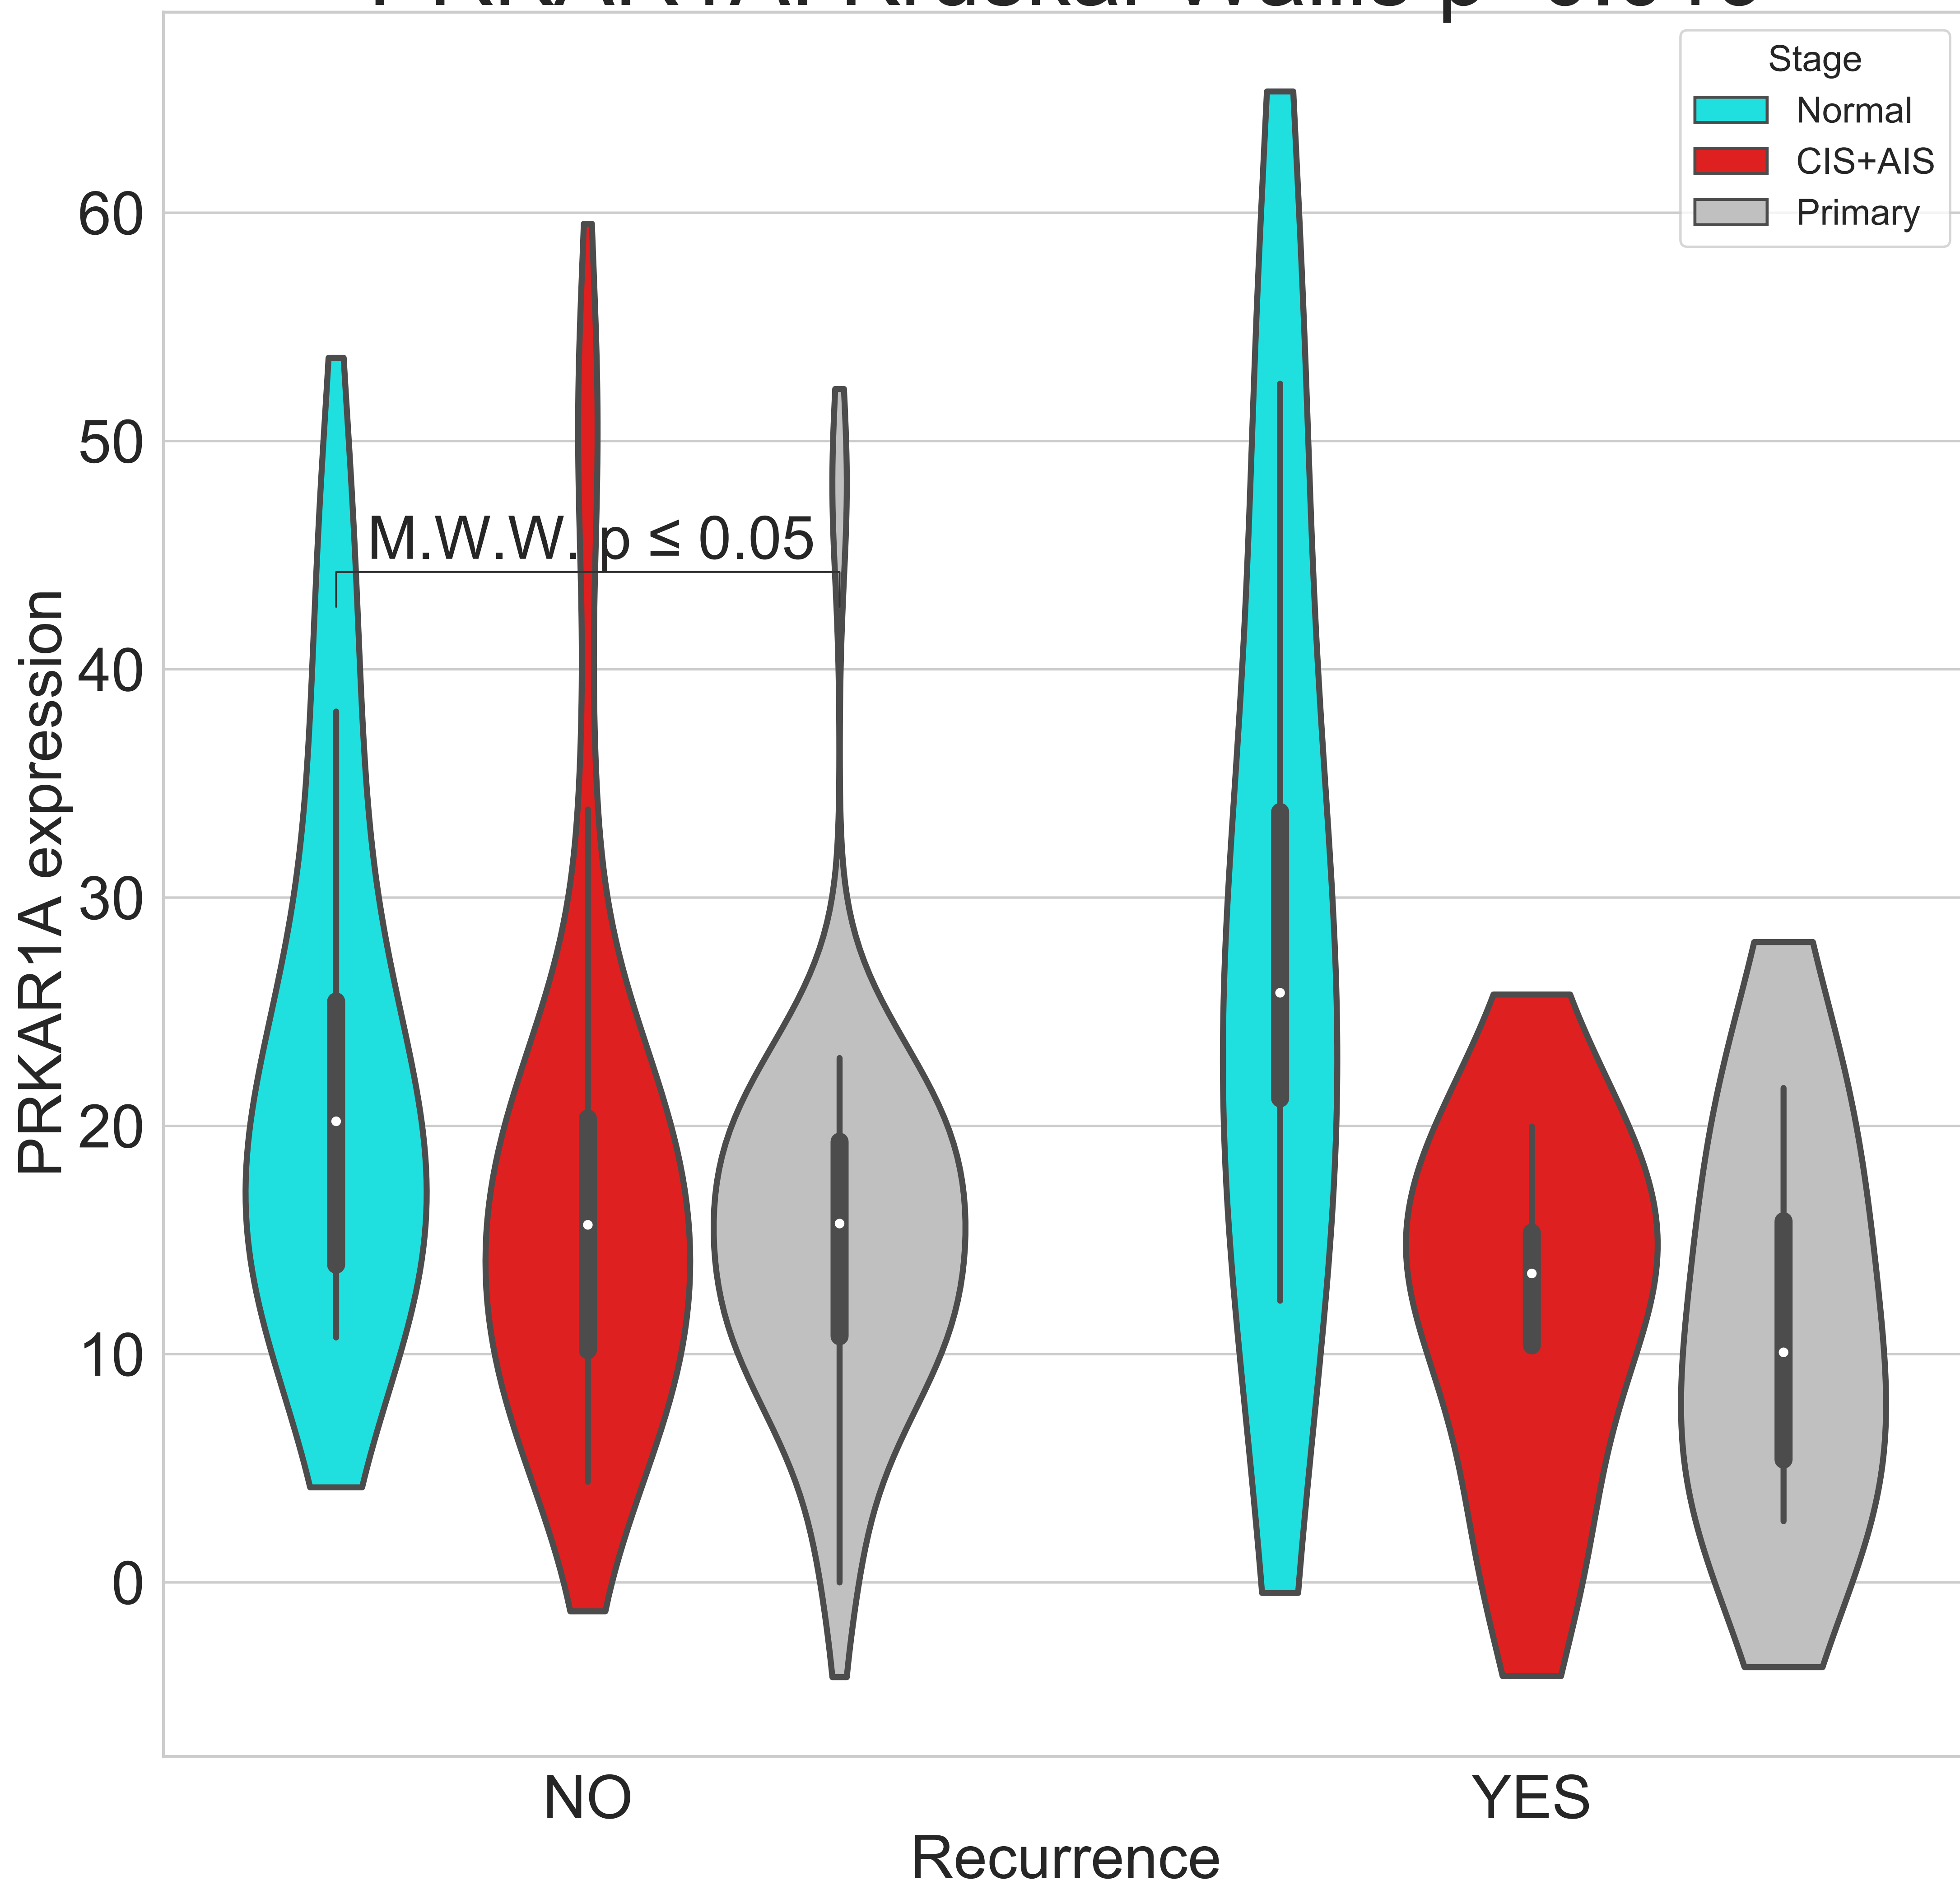 Stage
Normal
CIS+AIS
Primary
60
50
40
30
20
10
0
PRKAR1A expression
M.W.W. p ≤ 0.05
NO
YES
Recurrence